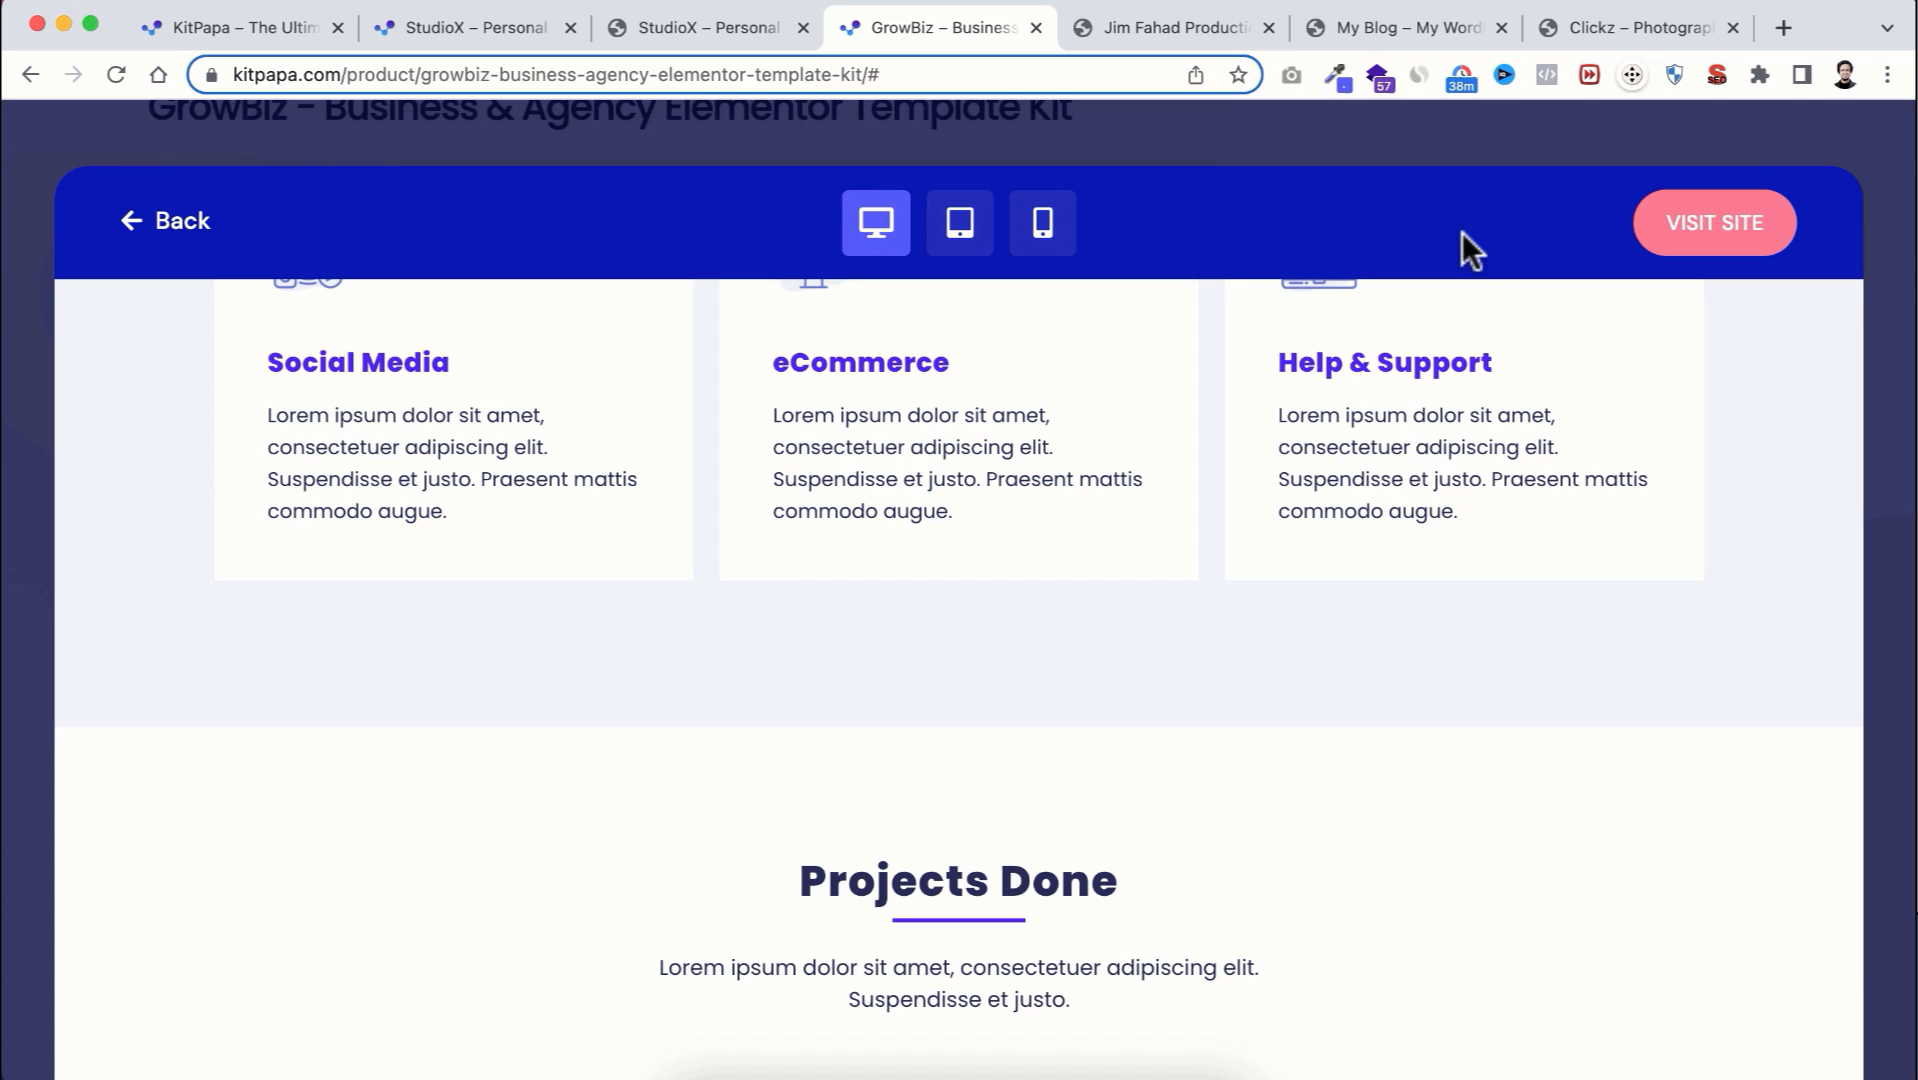 KitPapa – The Ultim
StudioX – Personal
StudioX – Personal
GrowBiz – Business
Jim Fahad Producti
My Blog – My Word
Clickz – Photograp
kitpapa.com/product/growbiz-business-agency-elementor-template-kit/#
57
38m
SEO
GrowBiz – Business & Agency Elementor Template Kit
Back
VISIT SITE
Social Media
Lorem ipsum dolor sit amet,
consectetuer adipiscing elit.
Suspendisse et justo. Praesent mattis
commodo augue.
eCommerce
Lorem ipsum dolor sit amet,
consectetuer adipiscing elit.
Suspendisse et justo. Praesent mattis
commodo augue.
Help & Support
Lorem ipsum dolor sit amet,
consectetuer adipiscing elit.
Suspendisse et justo. Praesent mattis
commodo augue.
Projects Done
Lorem ipsum dolor sit amet, consectetuer adipiscing elit.
Suspendisse et justo.